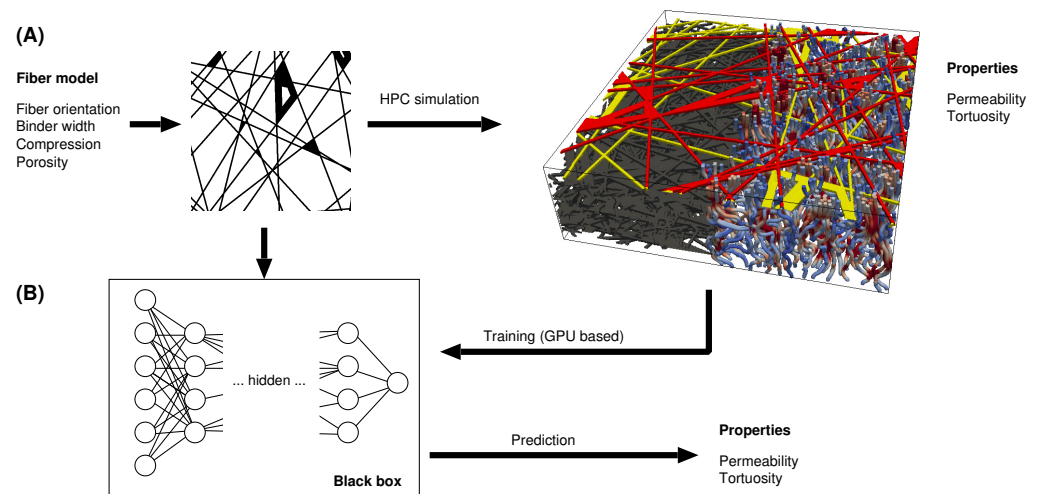 (A)
Fiber model
Fiber orientation
Binder width
Compression
Porosity
HPC simulation
Properties
Permeability
Tortuosity
(B)
... hidden ...
Black box
Training (GPU based)
Prediction
Properties
Permeability
Tortuosity